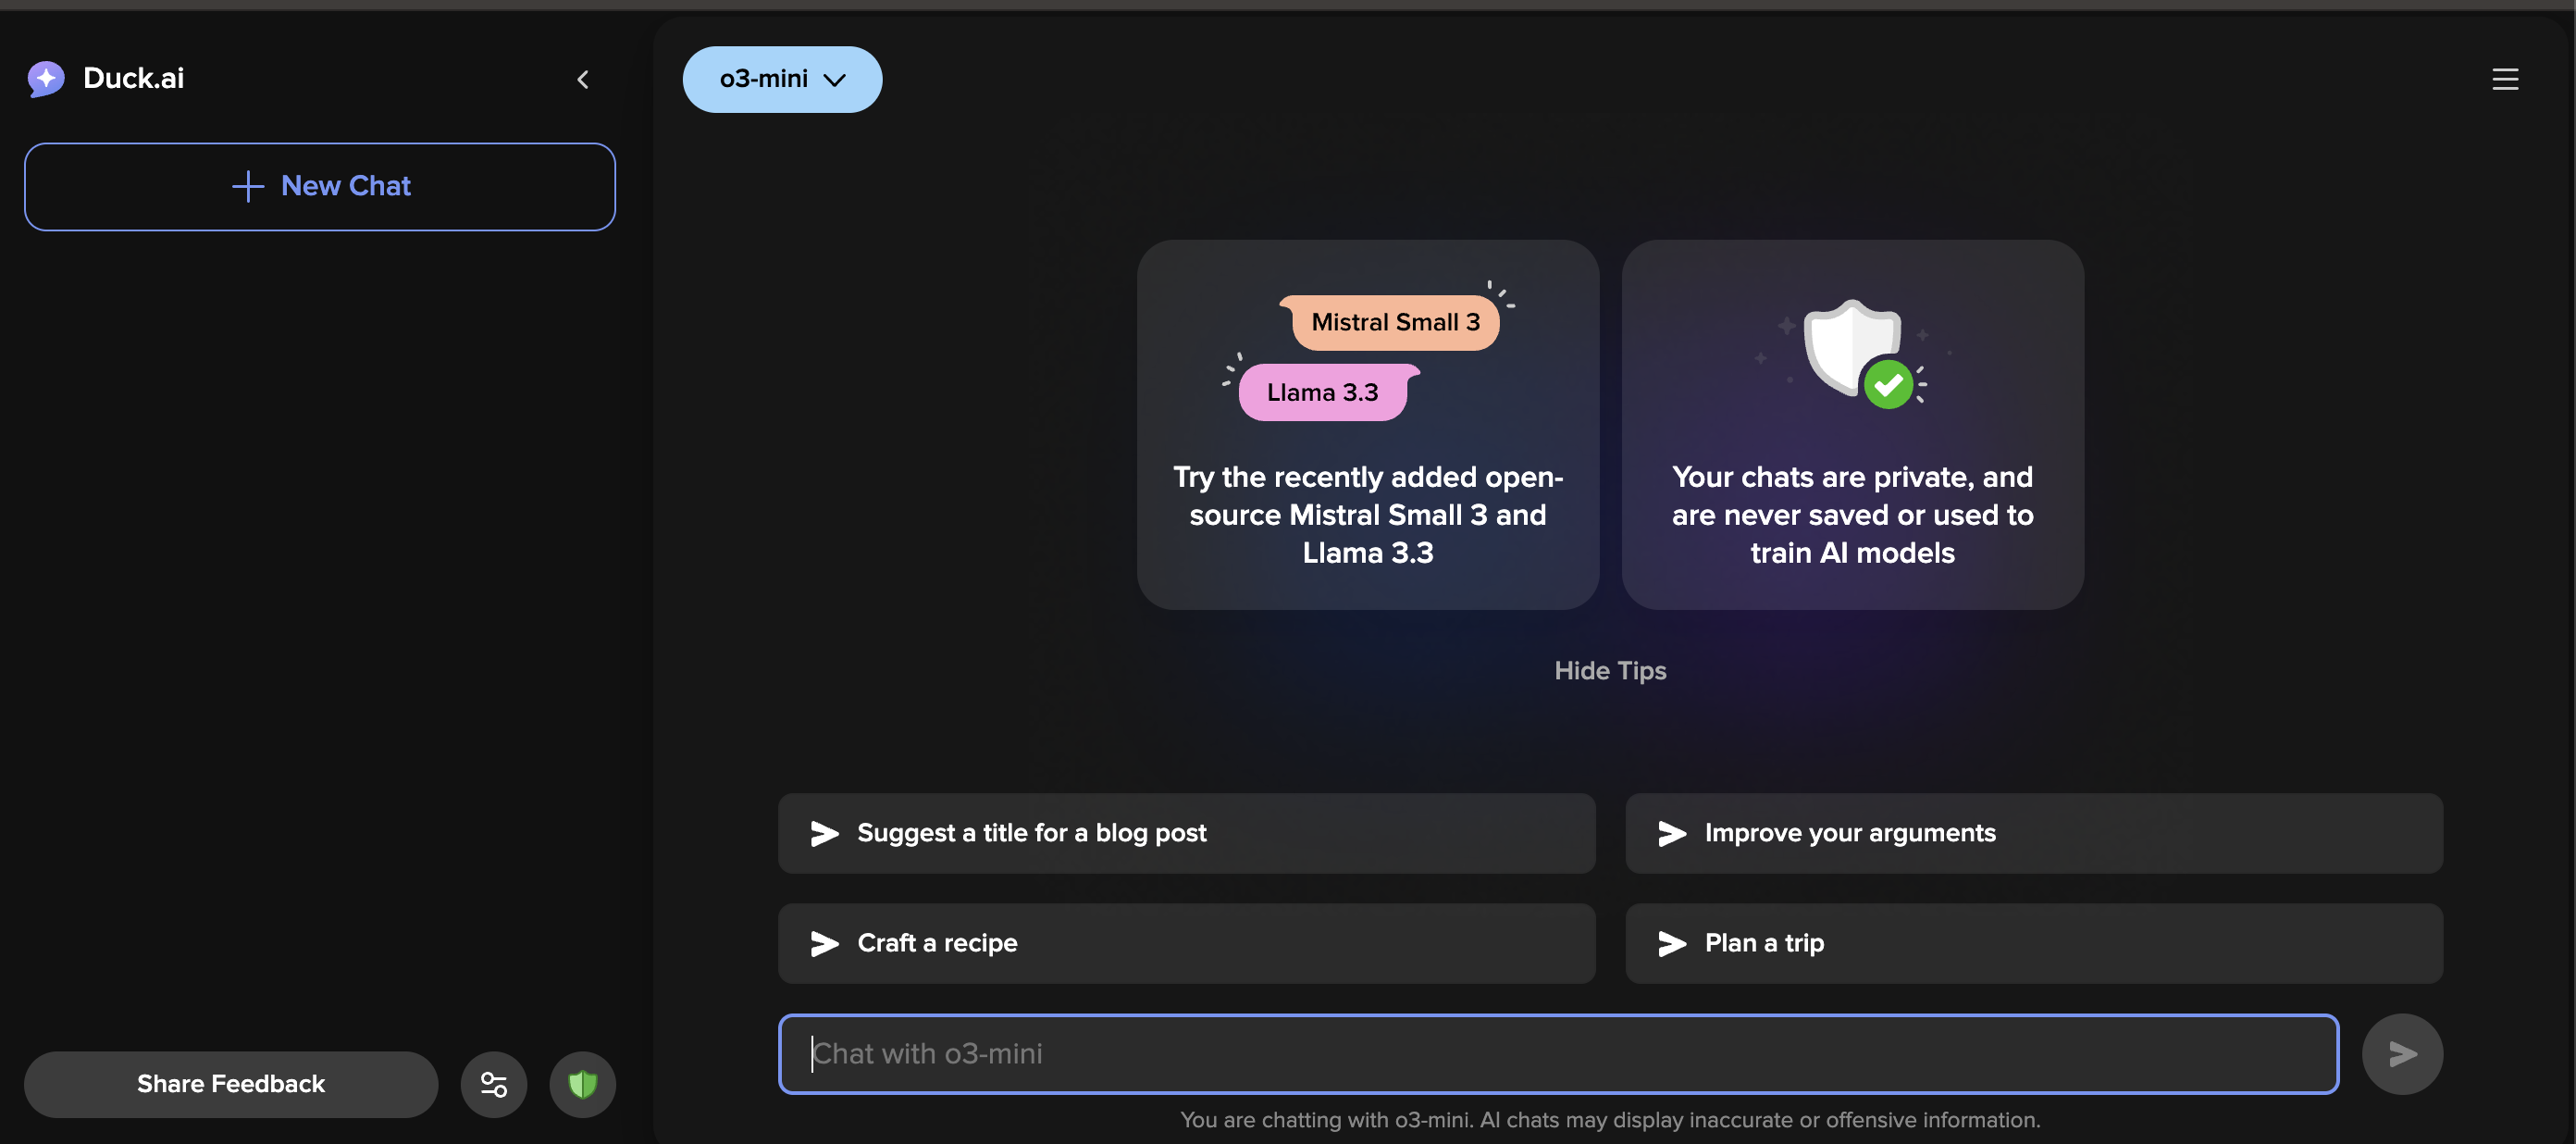 Duck.ai
New Chat
Share Feedback
o3-mini
Mistral Small 3
Llama 3.3
Try the recently added open-
source Mistral Small 3 and
Llama 3.3
Your chats are private, and
are never saved or used to
train AI models
Hide Tips
Suggest a title for a blog post
Improve your arguments
Craft a recipe
Plan a trip
Chat with o3-mini
You are chatting with o3-mini. AI chats may display inaccurate or offensive information.